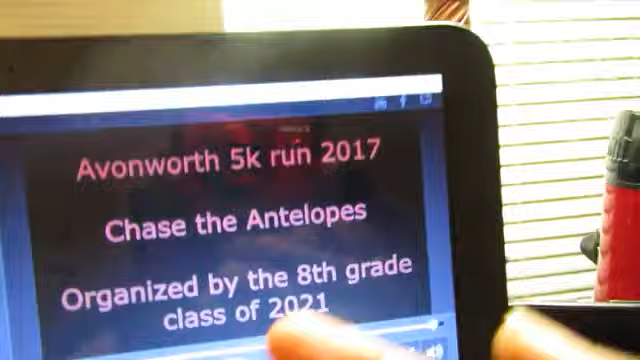 Avonworth 5k run 2017
Chase the Antelopes
Organized by the 8th grade
class of 2021